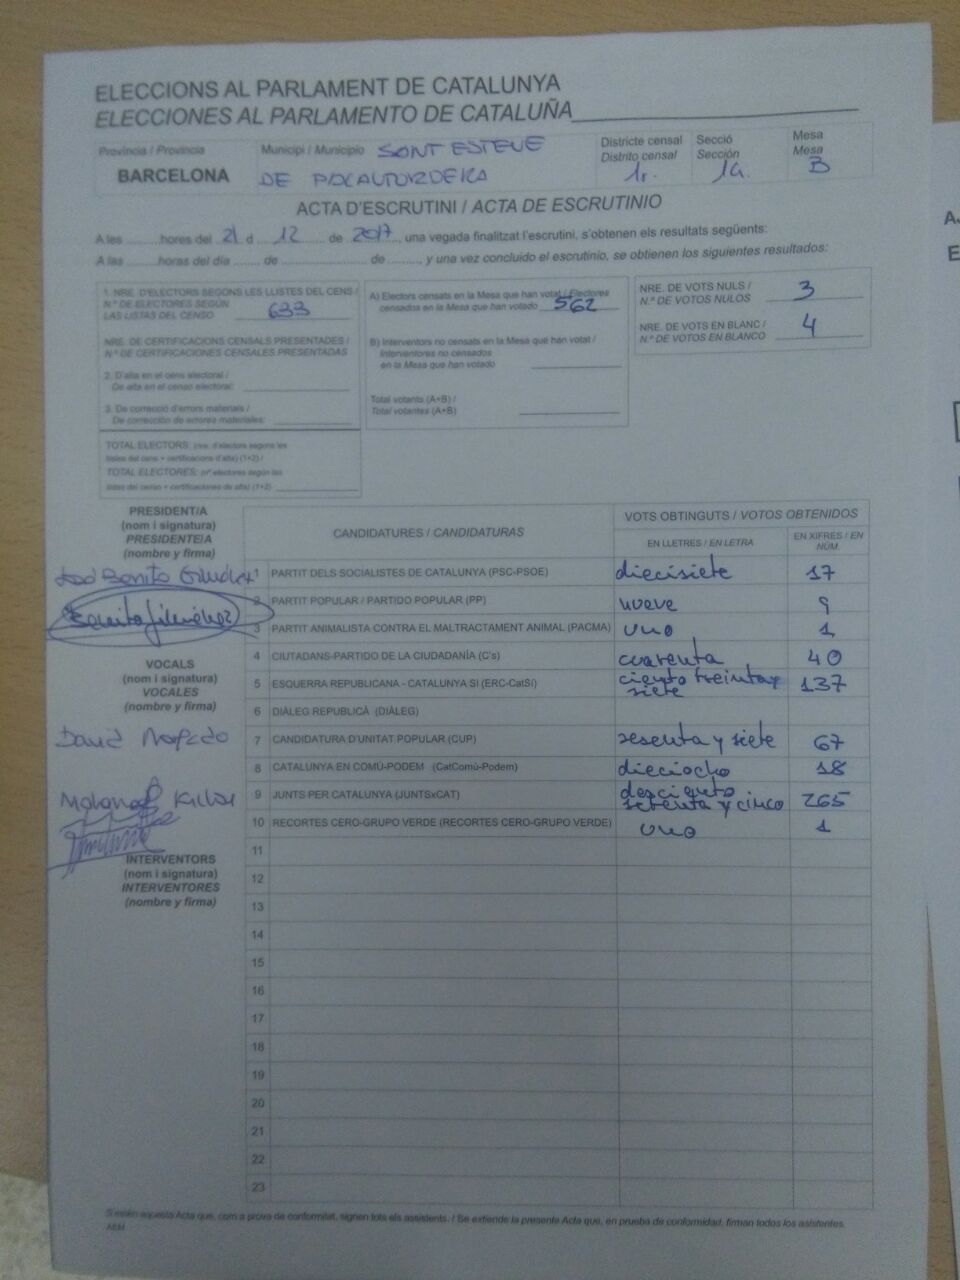 ELECCIONS AL PARLAMENT DE CATALUNYA
ELECCIONES AL PARLAMENTO DE CATALUÑA
Província / Provincia
BARCELONA
Municipi / Municipio SANT ESTEVE
DE PALAUTORDERA
Districte censal
Distrito censal
1r.
Secció
Sección
1a.
Mesa
Mesa
B
ACTA D'ESCRUTINI / ACTA DE ESCRUTINIO
A les ........ hores del 21 d 12 de 2017, una vegada finalitzat l'escrutini, s'obtenen els resultats següents:
A las ........ horas del día ........ de ........ de ........, y una vez concluido el escrutinio, se obtienen los siguientes resultados:
1. NRE. D'ELECTORS SEGONS LES LLISTES DEL CENS /
N.º DE ELECTORES SEGÚN
LAS LISTAS DEL CENSO 633
NRE. DE CERTIFICACIONS CENSALS PRESENTADES /
N.º DE CERTIFICACIONES CENSALES PRESENTADAS
2. D'alta en el cens electoral /
De alta en el censo electoral:
3. De correcció d'errors materials /
De corrección de errores materiales:
TOTAL ELECTORS: (nre. d'electors segons les
llistes del cens + certificacions d'alta) (1+2) /
TOTAL ELECTORES: (nº electores según las
listas del censo + certificaciones de alta) (1+2)
A) Electors censats en la Mesa que han votat / Electores
censados en la Mesa que han votado 562
B) Interventors no censats en la Mesa que han votat /
Interventores no censados
en la Mesa que han votado
Total votants (A+B) /
Total votantes (A+B)
NRE. DE VOTS NULS /
N.º DE VOTOS NULOS 3
NRE. DE VOTS EN BLANC /
N.º DE VOTOS EN BLANCO 4
PRESIDENT/A
(nom i signatura)
PRESIDENTE/A
(nombre y firma)
Benito
VOCALS
(nom i signatura)
VOCALES
(nombre y firma)
David
INTERVENTORS
(nom i signatura)
INTERVENTORES
(nombre y firma)
CANDIDATURES / CANDIDATURAS
VOTS OBTINGUTS / VOTOS OBTENIDOS
EN LLETRES / EN LETRA
EN XIFRES / EN
NÚM.
1 PARTIT DELS SOCIALISTES DE CATALUNYA (PSC-PSOE) diecisiete 17
2 PARTIT POPULAR / PARTIDO POPULAR (PP) nueve 9
3 PARTIT ANIMALISTA CONTRA EL MALTRACTAMENT ANIMAL (PACMA) uno 1
4 CIUTADANS-PARTIDO DE LA CIUDADANÍA (C's) cuarenta 40
5 ESQUERRA REPUBLICANA - CATALUNYA SÍ (ERC-CatSí) ciento treinta y
siete 137
6 DIÀLEG REPUBLICÀ (DIÀLEG)
7 CANDIDATURA D'UNITAT POPULAR (CUP) sesenta y siete 67
8 CATALUNYA EN COMÚ-PODEM (CatComú-Podem) dieciocho 18
9 JUNTS PER CATALUNYA (JUNTSxCAT) y cinco 265
10 RECORTES CERO-GRUPO VERDE (RECORTES CERO-GRUPO VERDE) uno 1
11
12
13
14
15
16
17
18
19
20
21
22
23
S'estén aquesta Acta que, com a prova de conformitat, signen tots els assistents. / Se extiende la presente Acta que, en prueba de conformidad, firman todos los asistentes.